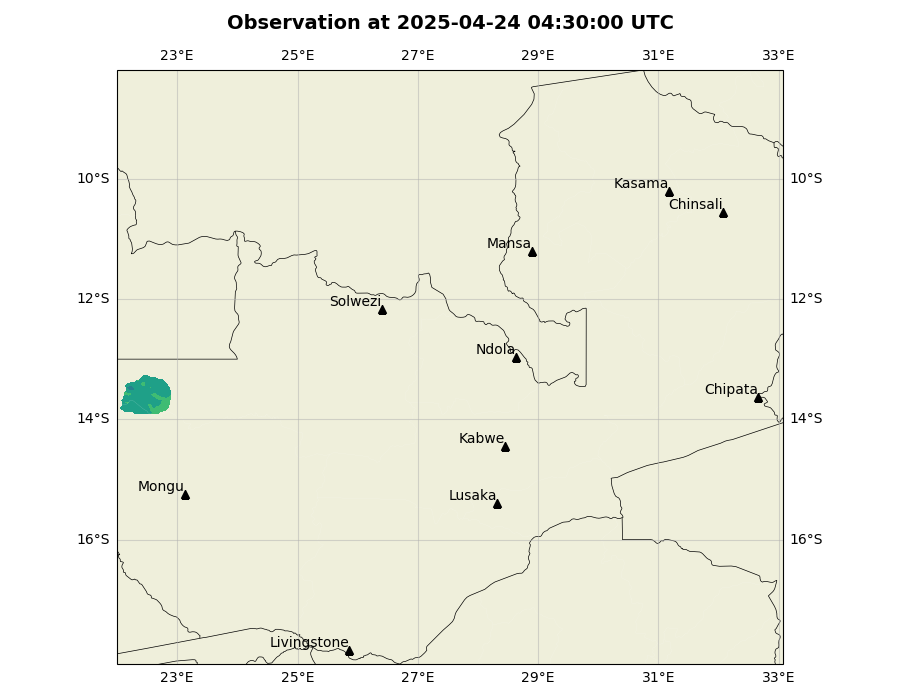 Observation at 2025-04-24 04:30:00 UTC
23°E 25°E 27°E 29°E 31°E 33°E
10°S 10°S
Kasama
Chinsali
Mansa
12°S 12°S
Solwezi
Ndola
Chipata
14°S 14°S
Kabwe
Mongu
Lusaka
16°S 16°S
Livingstone
23°E 25°E 27°E 29°E 31°E 33°E